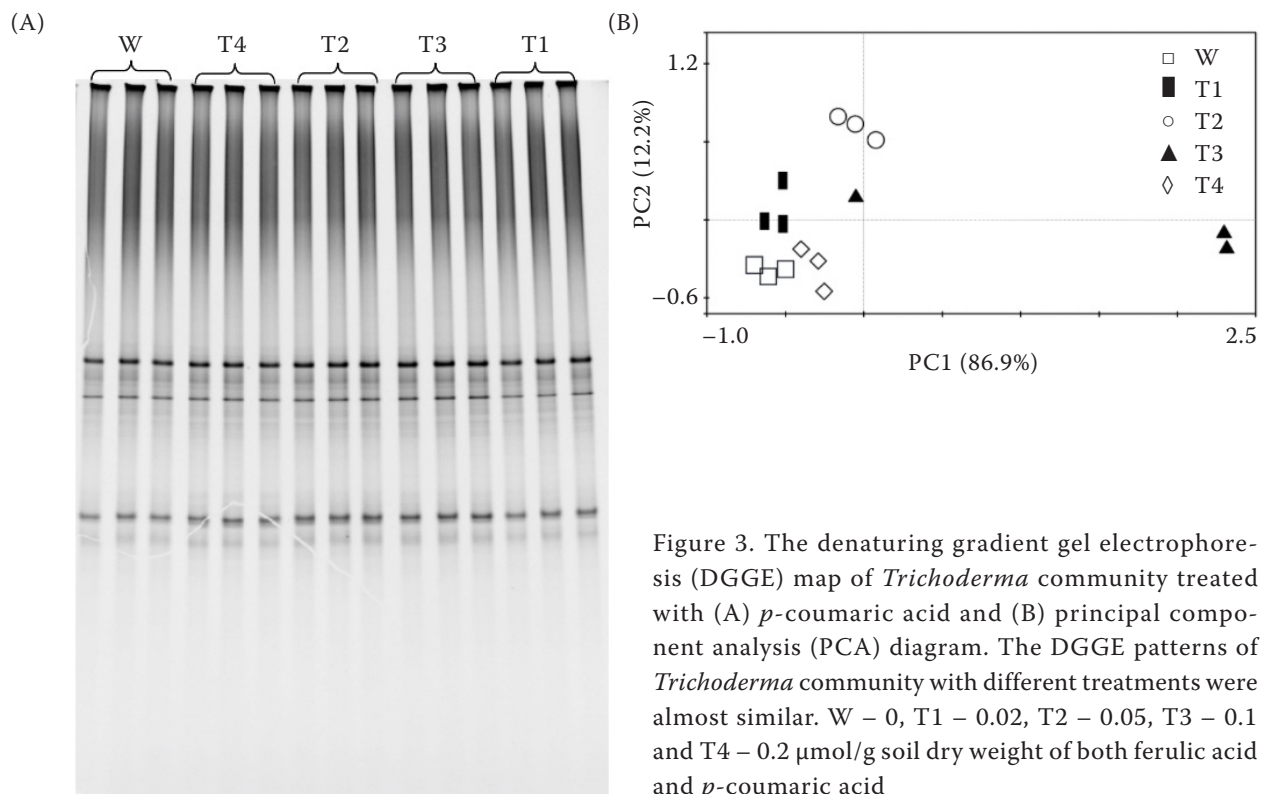 (A)
W T4 T2 T3 T1
(B)
1.2
PC2 (12.2%)
−0.6
−1.0
2.5
PC1 (86.9%)
W
T1
T2
T3
T4
Figure 3. The denaturing gradient gel electrophore-
sis (DGGE) map of Trichoderma community treated
with (A) p-coumaric acid and (B) principal compo-
nent analysis (PCA) diagram. The DGGE patterns of
Trichoderma community with different treatments were
almost similar. W – 0, T1 – 0.02, T2 – 0.05, T3 – 0.1
and T4 – 0.2 µmol/g soil dry weight of both ferulic acid
and p-coumaric acid